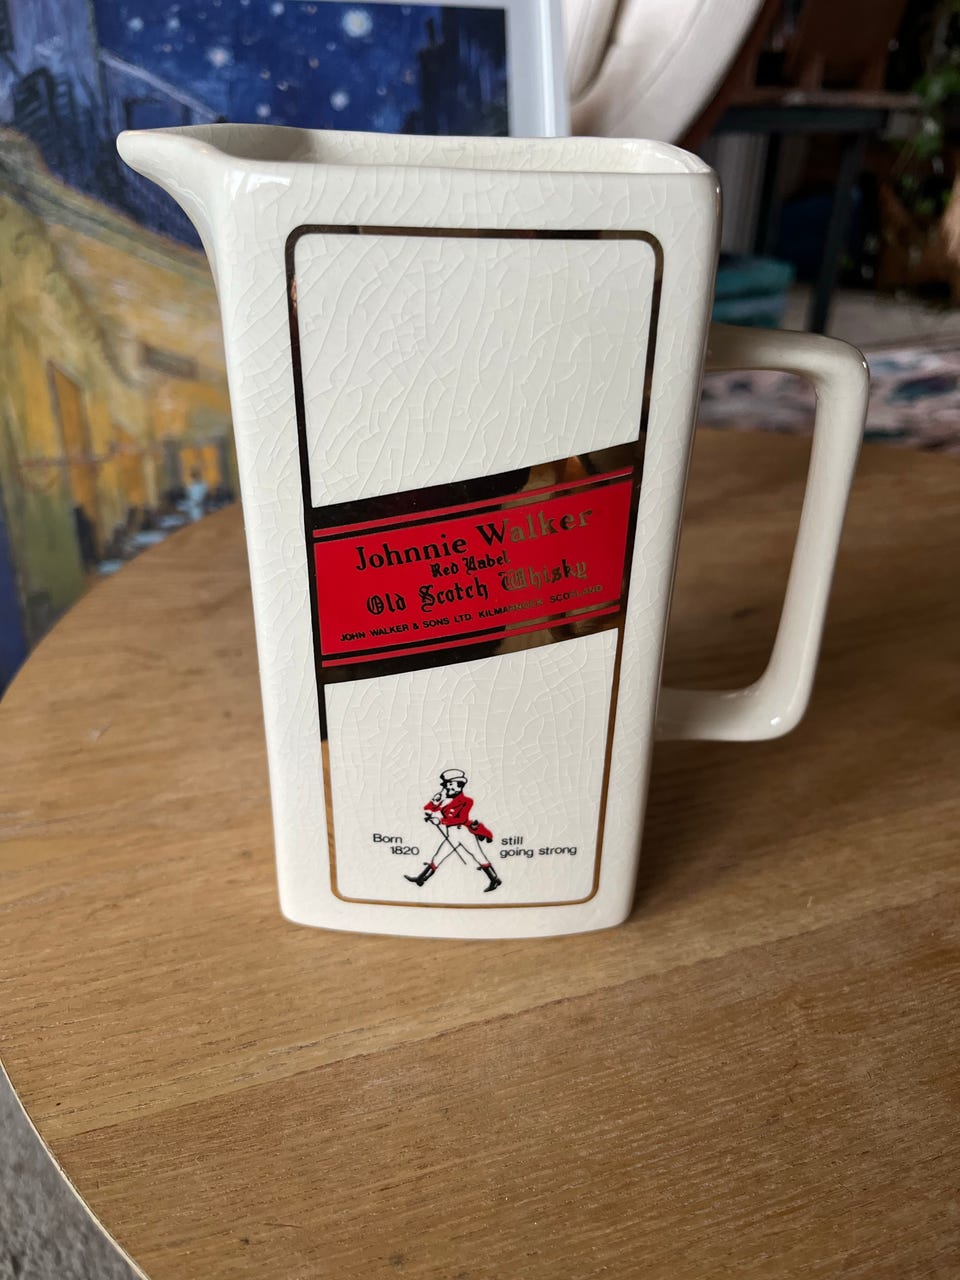 Johnnie Walker
Red Label
Old Scotch Whisky
JOHN WALKER & SONS LTD. KILMARNOCK, SCOTLAND
Born
1820
still
going strong